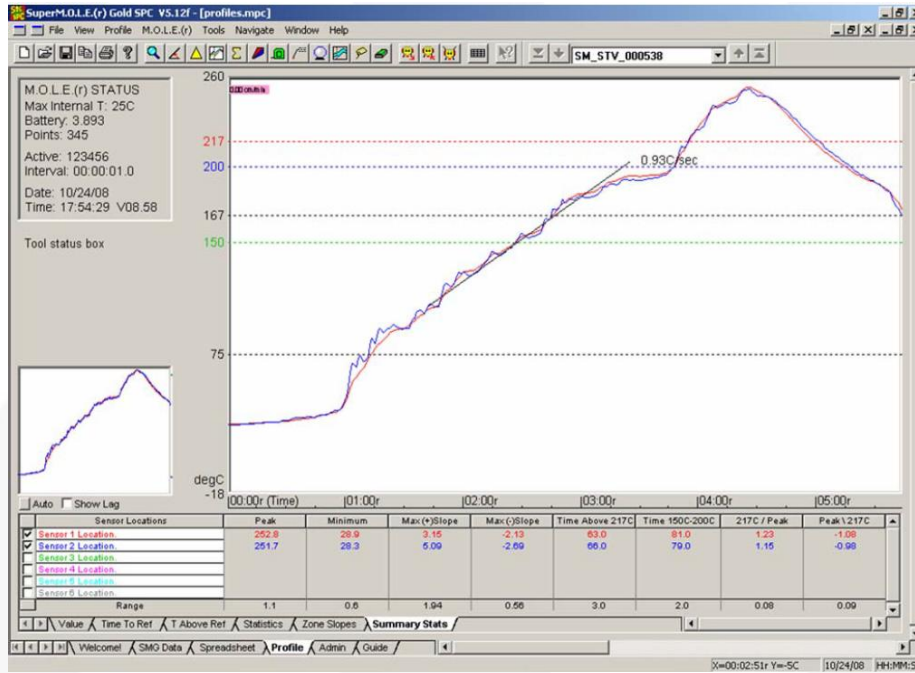 SuperM.O.L.E.(r) Gold SPC V5.12f - [profiles.mpc]
File View Profile M.O.L.E.(r) Tools Navigate Window Help
SM_STV_000538
M.O.L.E.(r) STATUS
Max Internal T: 25C
Battery: 3.893
Points: 345
Active: 123456
Interval: 00:00:01.0
Date: 10/24/08
Time: 17:54:29 V08.58
Tool status box
260
217
200
167
150
75
degC
-18
0.93C/sec
00:00r (Time) 01:00r 02:00r 03:00r 04:00r 05:00r
Auto Show Lag
Sensor Locations Peak Minimum Max(+)Slope Max(-)Slope Time Above 217C Time 150C-200C 217C / Peak Peak \ 217C
Sensor 1 Location. 252.8 28.9 3.15 -2.13 63.0 81.0 1.23 -1.08
Sensor 2 Location. 251.7 28.3 5.09 -2.69 66.0 79.0 1.15 -0.98
Sensor 3 Location.
Sensor 4 Location.
Sensor 5 Location.
Sensor 6 Location.
Range 1.1 0.6 1.94 0.56 3.0 2.0 0.08 0.09
Value Time To Ref T Above Ref Statistics Zone Slopes Summary Stats
Welcome! SMG Data Spreadsheet Profile Admin Guide
X=00:02:51r Y=-5C 10/24/08 HH:MM:S